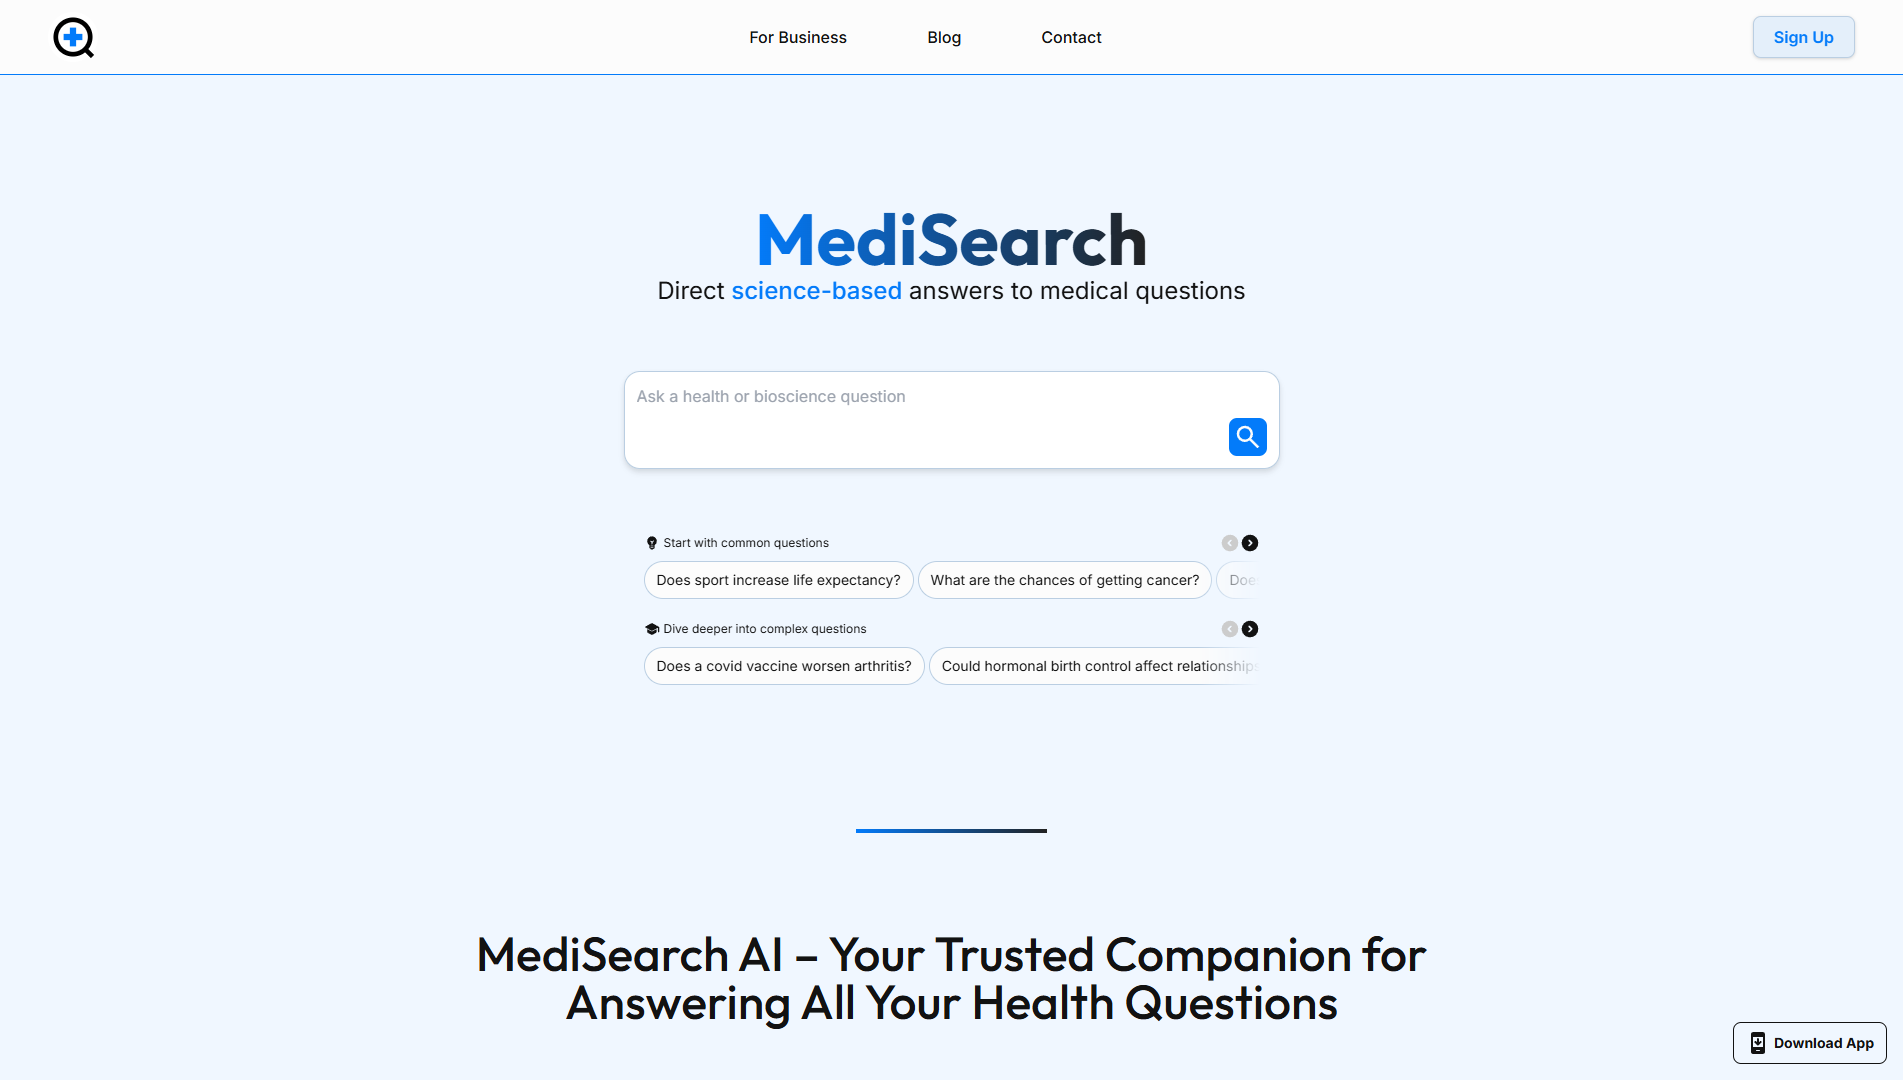 For Business
Blog
Contact
Sign Up
MediSearch
Direct science-based answers to medical questions
Ask a health or bioscience question
Start with common questions
Does sport increase life expectancy?
What are the chances of getting cancer?
Doe
Dive deeper into complex questions
Does a covid vaccine worsen arthritis?
Could hormonal birth control affect relationships
MediSearch AI – Your Trusted Companion for
Answering All Your Health Questions
Download App